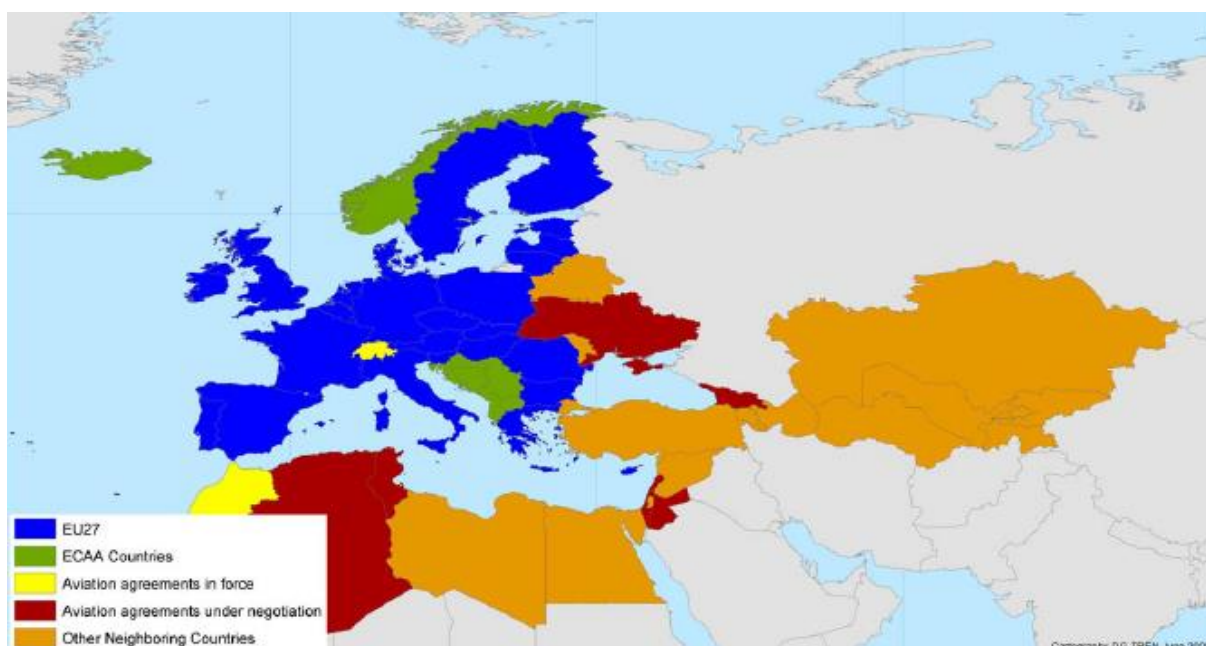 EU27
ECAA Countries
Aviation agreements in force
Aviation agreements under negotiation
Other Neighboring Countries